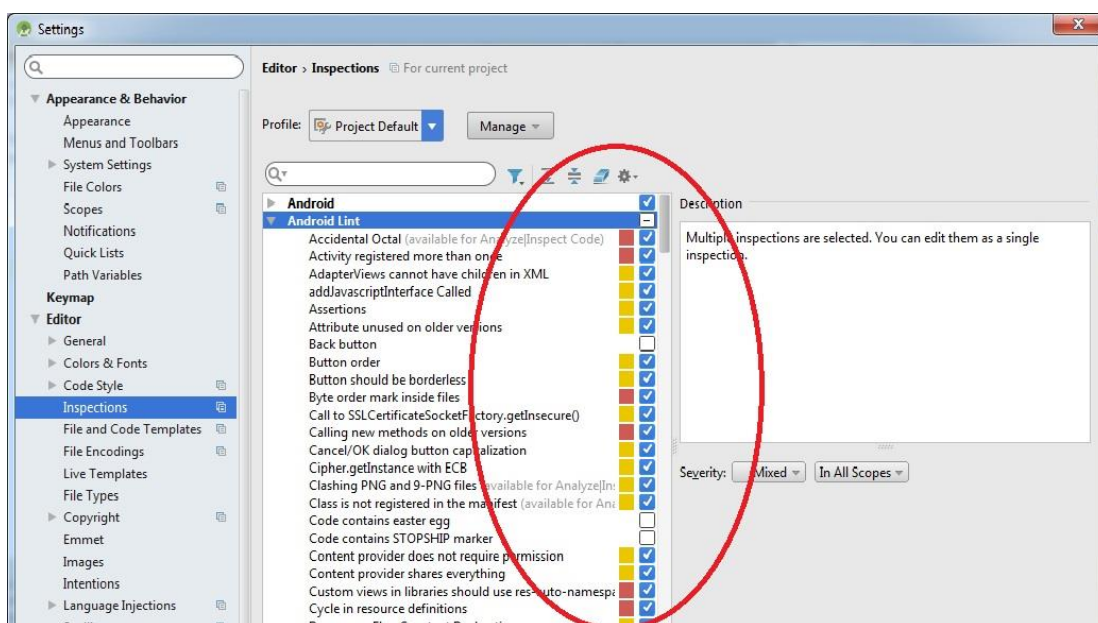 Settings
Appearance & Behavior
Appearance
Menus and Toolbars
System Settings
File Colors
Scopes
Notifications
Quick Lists
Path Variables
Keymap
Editor
General
Colors & Fonts
Code Style
Inspections
File and Code Templates
File Encodings
Live Templates
File Types
Copyright
Emmet
Images
Intentions
Language Injections
Editor › Inspections For current project
Profile: Project Default Manage
Android
Android Lint
Accidental Octal (available for Analyze|Inspect Code)
Activity registered more than once
AdapterViews cannot have children in XML
addJavascriptInterface Called
Assertions
Attribute unused on older versions
Back button
Button order
Button should be borderless
Byte order mark inside files
Call to SSLCertificateSocketFactory.getInsecure()
Calling new methods on older versions
Cancel/OK dialog button capitalization
Cipher.getInstance with ECB
Clashing PNG and 9-PNG files (available for Analyze|In
Class is not registered in the manifest (available for Ana
Code contains easter egg
Code contains STOPSHIP marker
Content provider does not require permission
Content provider shares everything
Custom views in libraries should use res-auto-namespa
Cycle in resource definitions
Description
Multiple inspections are selected. You can edit them as a single
inspection.
Severity: Mixed In All Scopes